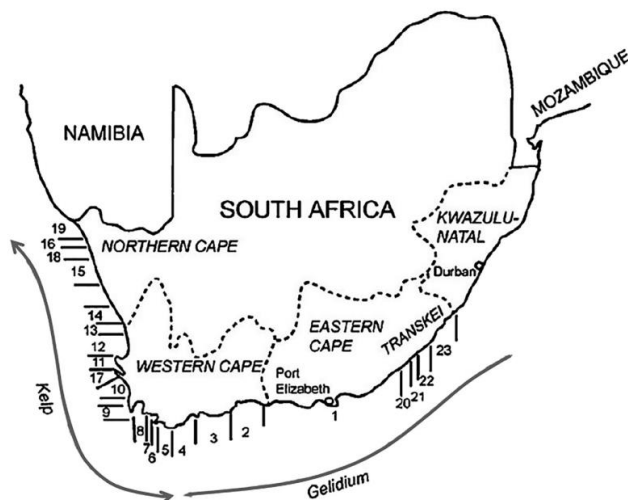 MOZAMBIQUE
NAMIBIA
SOUTH AFRICA
KWAZULU-
NATAL
19
16
18
15
NORTHERN CAPE
Durban
14
13
EASTERN
CAPE
TRANSKEI
12
11
17
10
9
WESTERN CAPE
Port
Elizabeth
23
22
21
20
1
8
7
6
5
4
3
2
Kelp
Gelidium